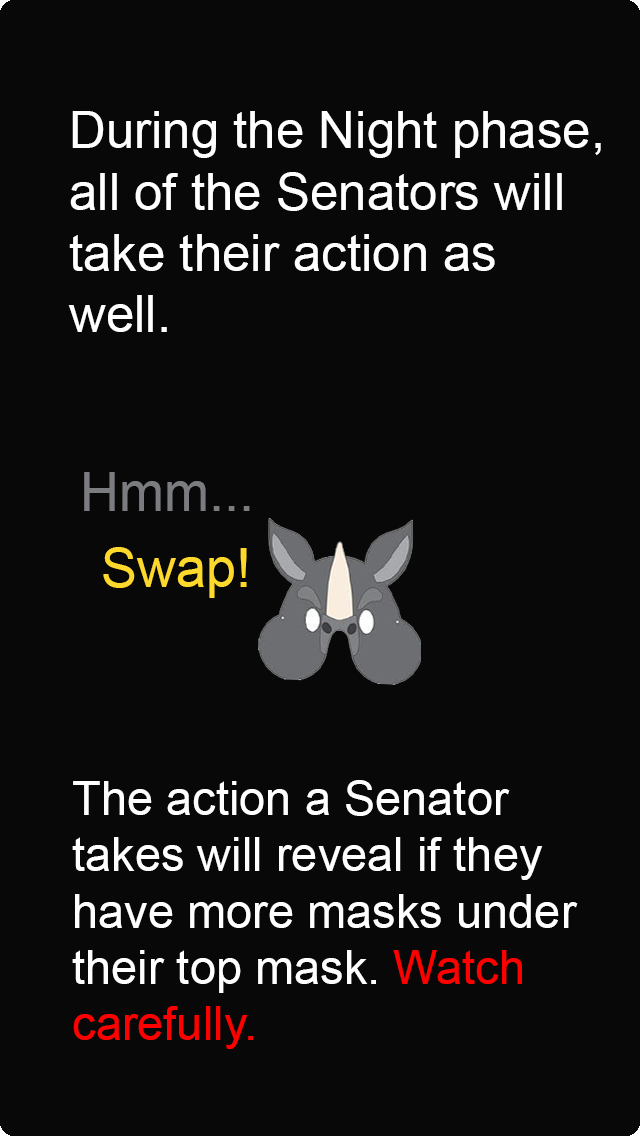 During the Night phase,
all of the Senators will
take their action as
well.
Hmm...
Swap!
The action a Senator
takes will reveal if they
have more masks under
their top mask. Watch
carefully.